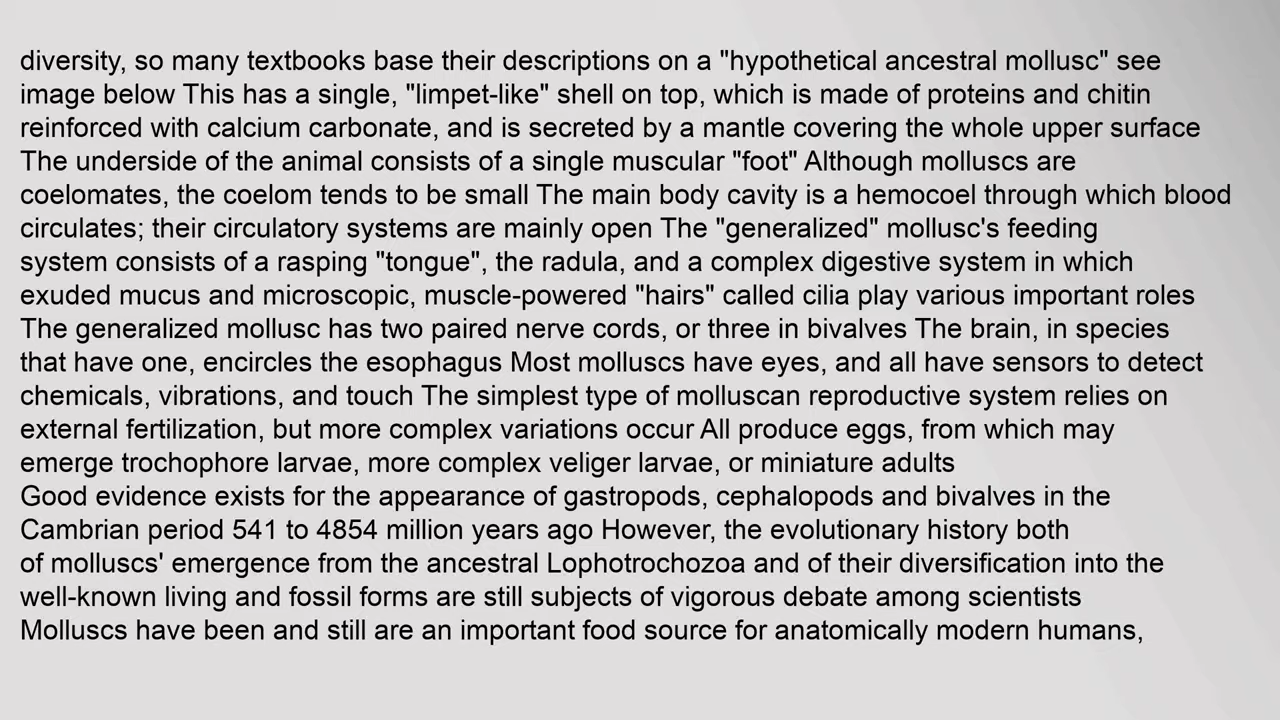 diversity, so many textbooks base their descriptions on a "hypothetical ancestral mollusc" see
image below This has a single, "limpet-like" shell on top, which is made of proteins and chitin
reinforced with calcium carbonate, and is secreted by a mantle covering the whole upper surface
The underside of the animal consists of a single muscular "foot" Although molluscs are
coelomates, the coelom tends to be small The main body cavity is a hemocoel through which blood
circulates; their circulatory systems are mainly open The "generalized" mollusc's feeding
system consists of a rasping "tongue", the radula, and a complex digestive system in which
exuded mucus and microscopic, muscle-powered "hairs" called cilia play various important roles
The generalized mollusc has two paired nerve cords, or three in bivalves The brain, in species
that have one, encircles the esophagus Most molluscs have eyes, and all have sensors to detect
chemicals, vibrations, and touch The simplest type of molluscan reproductive system relies on
external fertilization, but more complex variations occur All produce eggs, from which may
emerge trochophore larvae, more complex veliger larvae, or miniature adults
Good evidence exists for the appearance of gastropods, cephalopods and bivalves in the
Cambrian period 541 to 4854 million years ago However, the evolutionary history both
of molluscs' emergence from the ancestral Lophotrochozoa and of their diversification into the
well-known living and fossil forms are still subjects of vigorous debate among scientists
Molluscs have been and still are an important food source for anatomically modern humans,